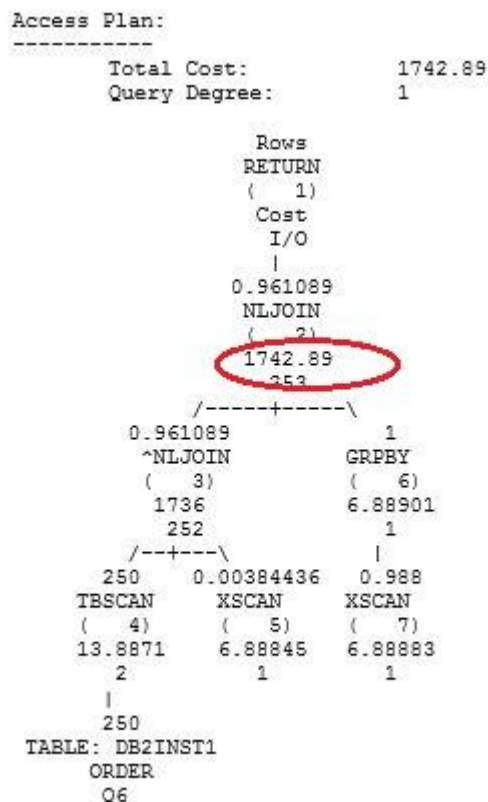 Access Plan:
-----------
Total Cost: 1742.89
Query Degree: 1
Rows
RETURN
( 1)
Cost
I/O
|
0.961089
NLJOIN
( 2)
1742.89
253
/-----+-----\
0.961089 1
^NLJOIN GRPBY
( 3) ( 6)
1736 6.88901
252 1
/--+---\ |
250 0.00384436 0.988
TBSCAN XSCAN XSCAN
( 4) ( 5) ( 7)
13.8871 6.88845 6.88883
2 1 1
|
250
TABLE: DB2INST1
ORDER
Q6